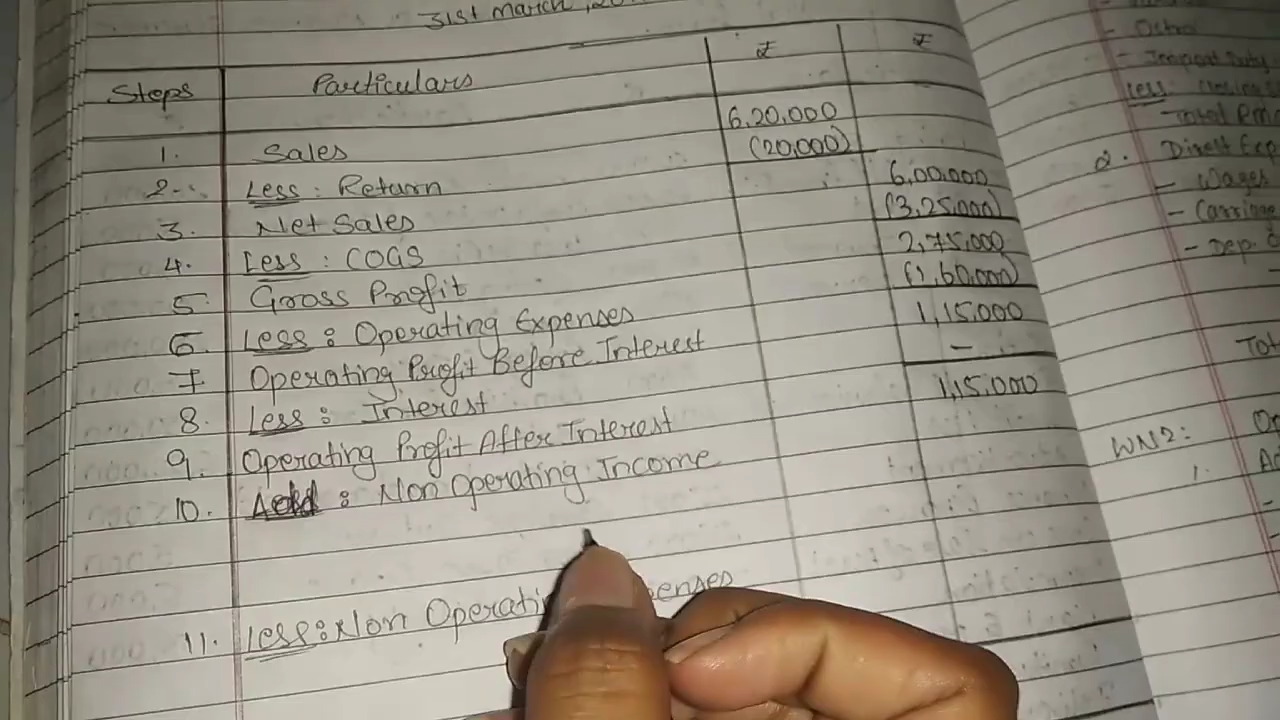 31st March, 20
Steps Particulars ₹ ₹
1. Sales 6,20,000
2. Less: Return (20,000)
3. Net Sales 6,00,000
4. Less: COGS (3,25,000)
5. Gross Profit 2,75,000
6. Less: Operating Expenses (1,60,000)
7 Operating Profit Before Interest 1,15,000
8. Less: Interest -
9. Operating Profit After Interest 1,15,000
10. Add: Non Operating Income
11. Less: Non Operati penses
- Import Duty
Less:
2. Direct Exp
- Wages
- Carriage
- Dep.
Tot
WN2:
1.